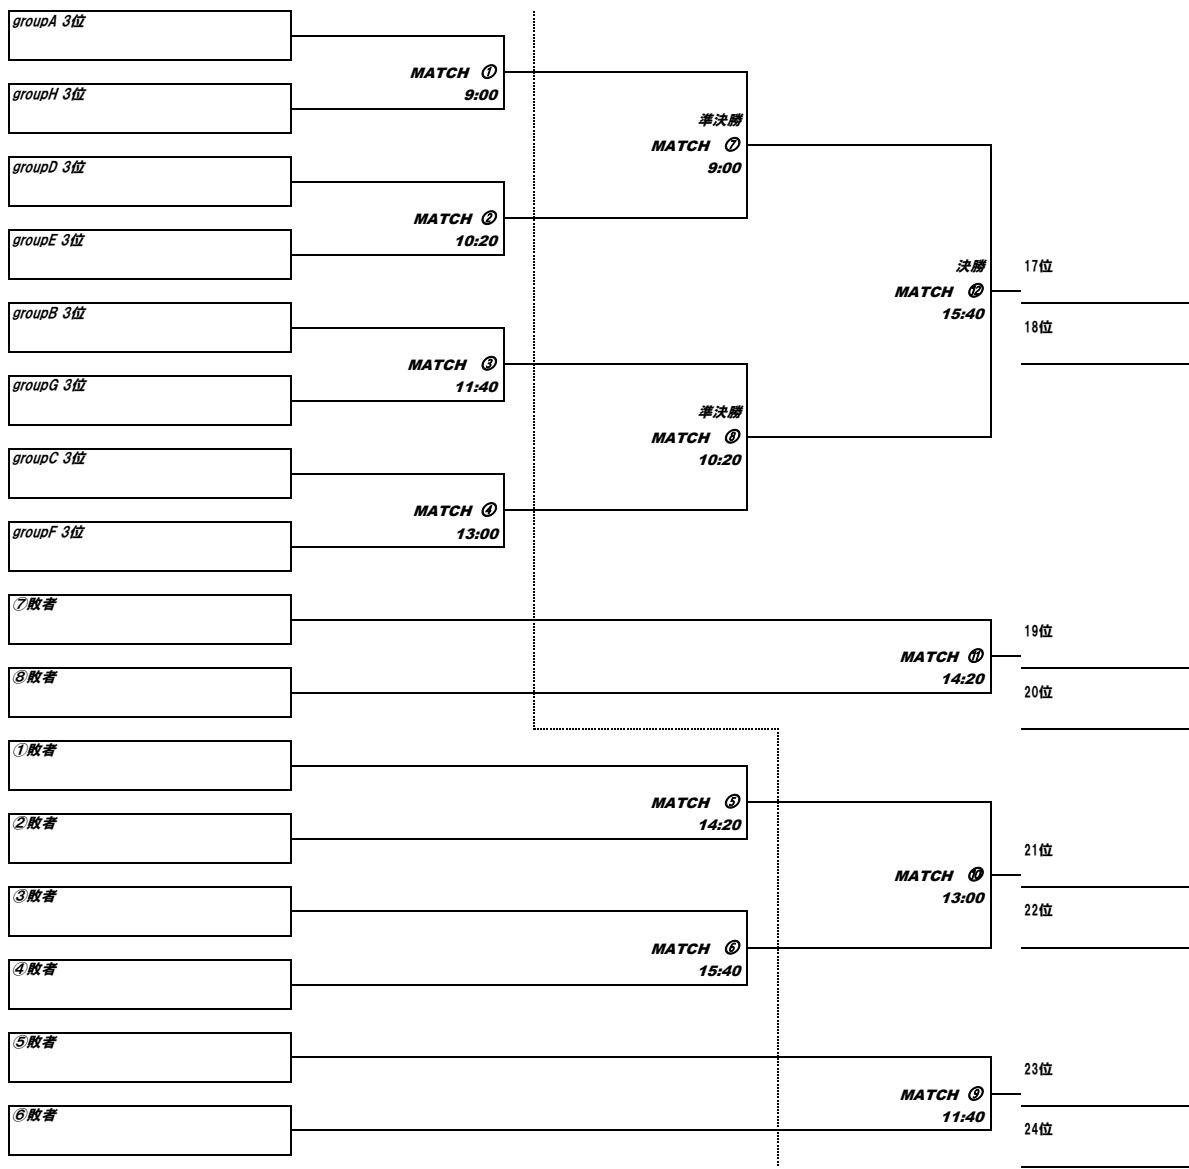 groupA 3位
MATCH ①
9:00
groupH 3位
準決勝
MATCH ⑦
9:00
groupD 3位
MATCH ②
10:20
groupE 3位
決勝
MATCH ⑫
15:40
17位
18位
groupB 3位
MATCH ③
11:40
groupG 3位
準決勝
MATCH ⑧
10:20
groupC 3位
MATCH ④
13:00
groupF 3位
⑦敗者
MATCH ⑪
14:20
19位
20位
⑧敗者
①敗者
MATCH ⑤
14:20
②敗者
MATCH ⑩
13:00
21位
22位
③敗者
MATCH ⑥
15:40
④敗者
⑤敗者
MATCH ⑨
11:40
23位
24位
⑥敗者